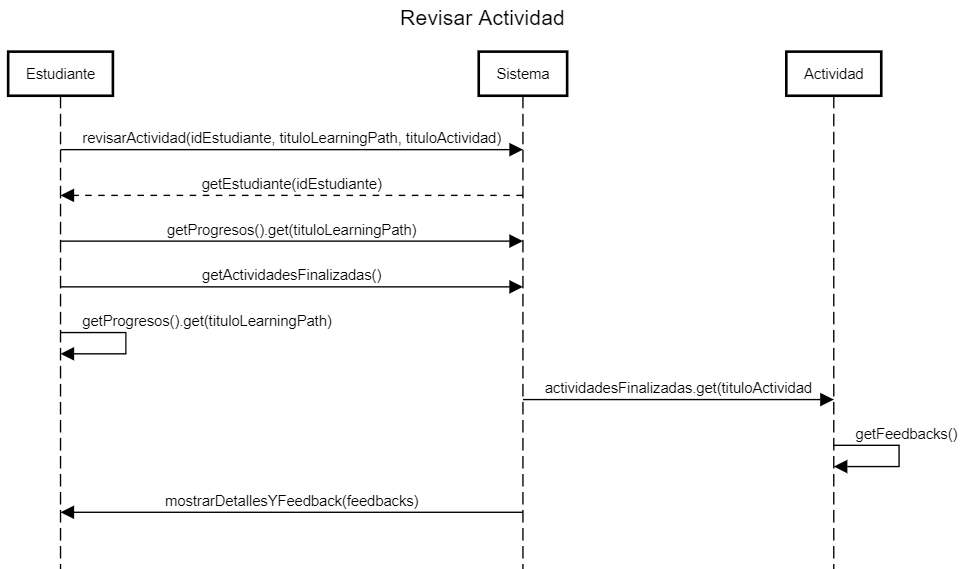 Revisar Actividad
Estudiante
Sistema
Actividad
revisarActividad(idEstudiante, tituloLearningPath, tituloActividad)
getEstudiante(idEstudiante)
getProgresos().get(tituloLearningPath)
getActividadesFinalizadas()
getProgresos().get(tituloLearningPath)
actividadesFinalizadas.get(tituloActividad
getFeedbacks()
mostrarDetallesYFeedback(feedbacks)